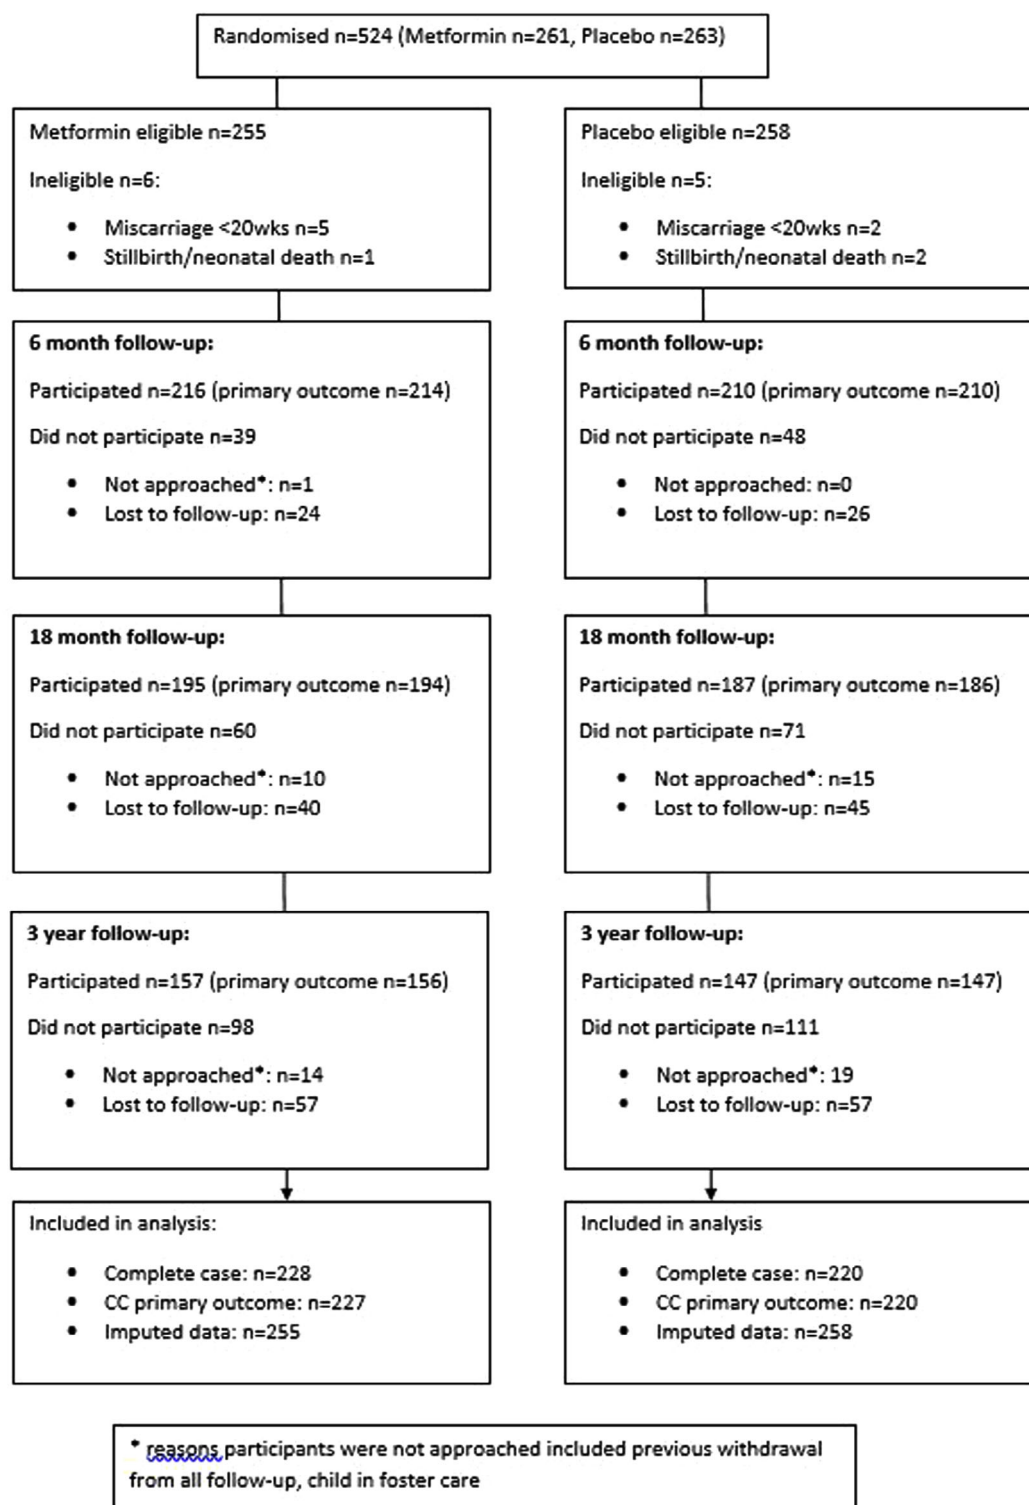 Randomised n=524 (Metformin n=261, Placebo n=263)
Metformin eligible n=255
Ineligible n=6:
• Miscarriage <20wks n=5
• Stillbirth/neonatal death n=1
Placebo eligible n=258
Ineligible n=5:
• Miscarriage <20wks n=2
• Stillbirth/neonatal death n=2
6 month follow-up:
Participated n=216 (primary outcome n=214)
Did not participate n=39
• Not approached*: n=1
• Lost to follow-up: n=24
6 month follow-up:
Participated n=210 (primary outcome n=210)
Did not participate n=48
• Not approached: n=0
• Lost to follow-up: n=26
18 month follow-up:
Participated n=195 (primary outcome n=194)
Did not participate n=60
• Not approached*: n=10
• Lost to follow-up: n=40
18 month follow-up:
Participated n=187 (primary outcome n=186)
Did not participate n=71
• Not approached*: n=15
• Lost to follow-up: n=45
3 year follow-up:
Participated n=157 (primary outcome n=156)
Did not participate n=98
• Not approached*: n=14
• Lost to follow-up: n=57
3 year follow-up:
Participated n=147 (primary outcome n=147)
Did not participate n=111
• Not approached*: 19
• Lost to follow-up: n=57
Included in analysis:
• Complete case: n=228
• CC primary outcome: n=227
• Imputed data: n=255
Included in analysis
• Complete case: n=220
• CC primary outcome: n=220
• Imputed data: n=258
* reasons participants were not approached included previous withdrawal
from all follow-up, child in foster care